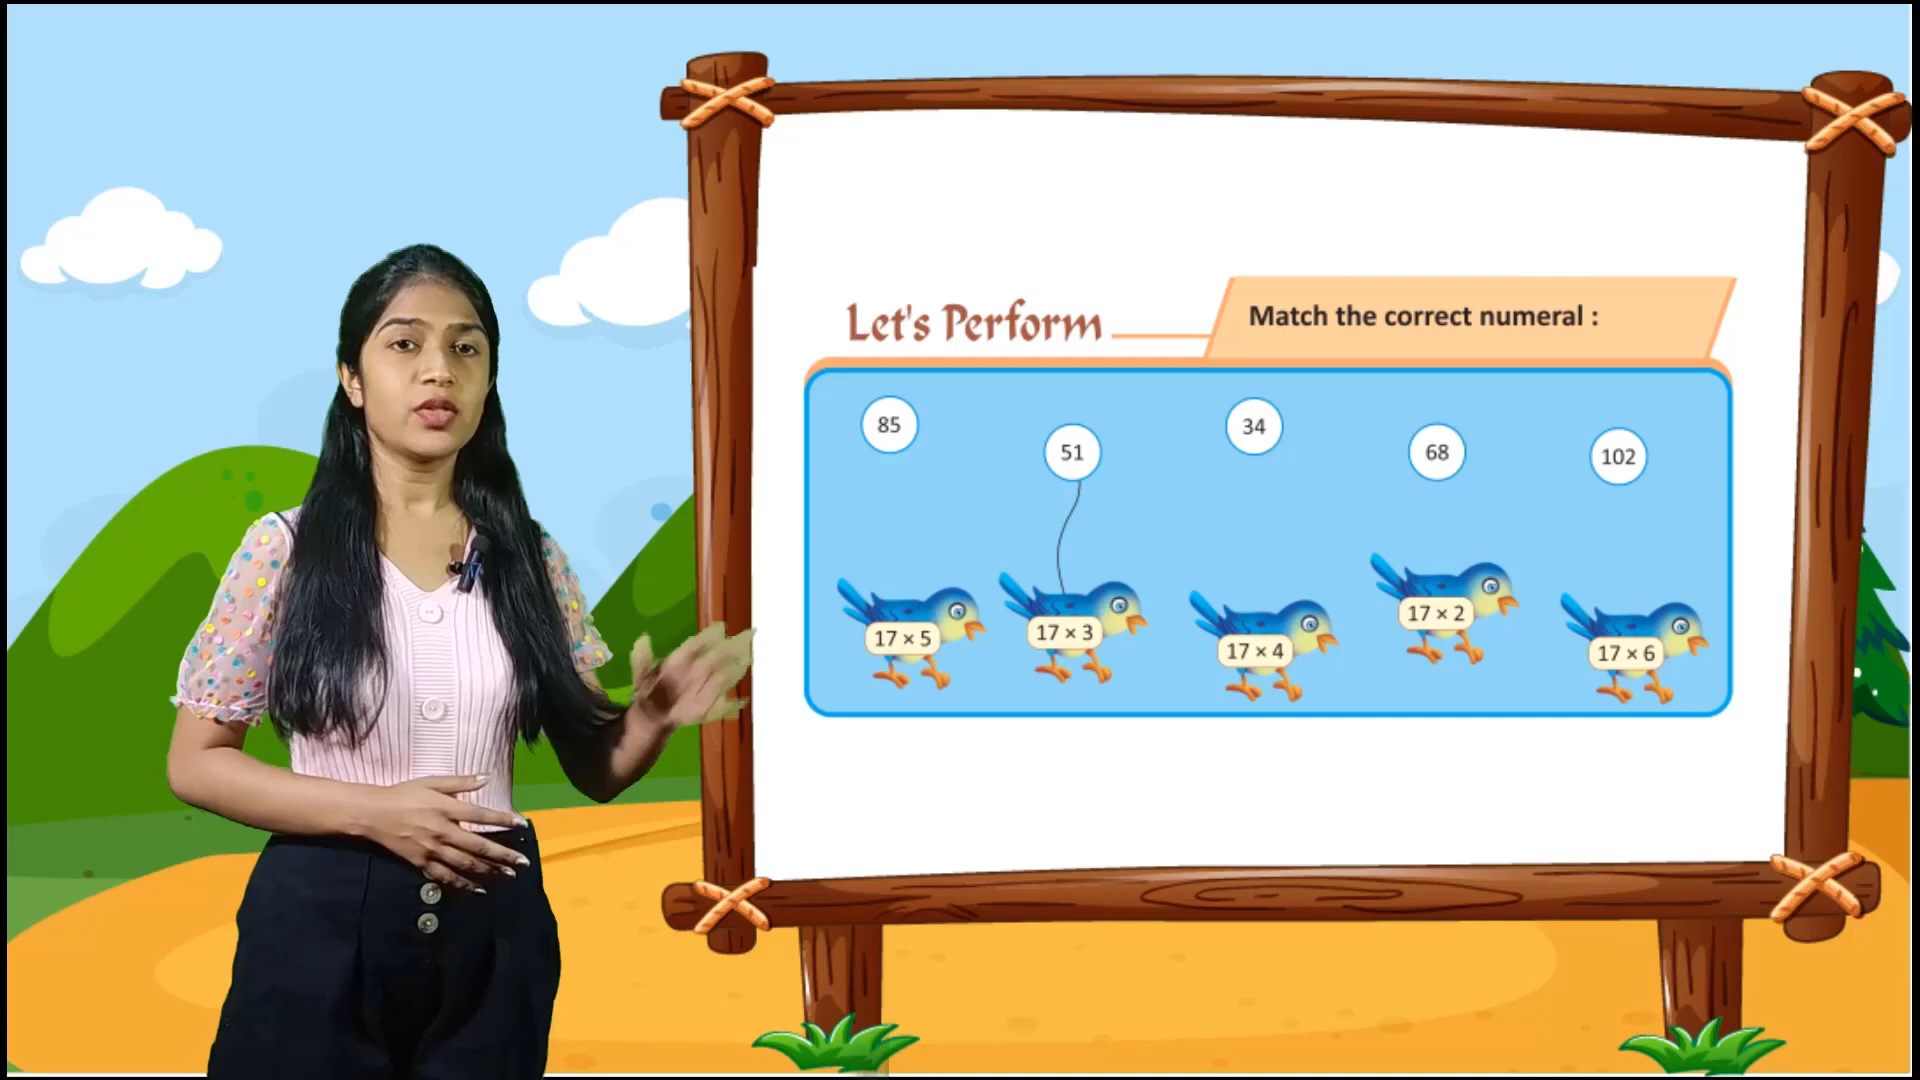 Let's Perform
Match the correct numeral :
85
51
34
68
102
17 × 5
17 × 3
17 × 4
17 × 2
17 × 6